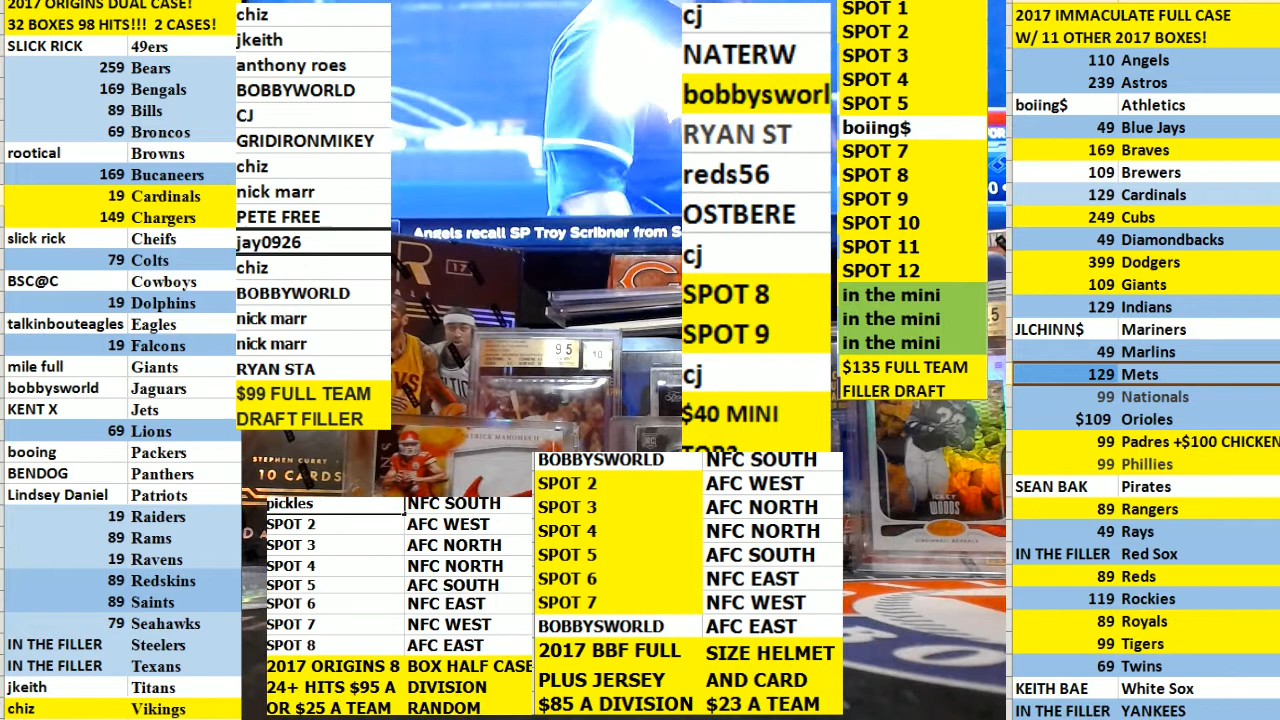 2017 ORIGINS DUAL CASE!
32 BOXES 98 HITS!!! 2 CASES!
SLICK RICK 49ers
259 Bears
169 Bengals
89 Bills
69 Broncos
rootical Browns
169 Bucaneers
19 Cardinals
149 Chargers
slick rick Cheifs
79 Colts
BSC@C Cowboys
19 Dolphins
talkinbouteagles Eagles
19 Falcons
mile full Giants
bobbysworld Jaguars
KENT X Jets
69 Lions
booing Packers
BENDOG Panthers
Lindsey Daniel Patriots
19 Raiders
89 Rams
19 Ravens
89 Redskins
89 Saints
79 Seahawks
IN THE FILLER Steelers
IN THE FILLER Texans
jkeith Titans
chiz Vikings
chiz
jkeith
anthony roes
BOBBYWORLD
CJ
GRIDIRONMIKEY
chiz
nick marr
PETE FREE
jay0926
chiz
BOBBYWORLD
nick marr
nick marr
RYAN STA
$99 FULL TEAM
DRAFT FILLER
Angels recall SP Troy Scribner from S
17
9.5
10
STEPHEN CURRY
10 CARDS
pickles NFC SOUTH
SPOT 2 AFC WEST
SPOT 3 AFC NORTH
SPOT 4 NFC NORTH
SPOT 5 AFC SOUTH
SPOT 6 NFC EAST
SPOT 7 NFC WEST
SPOT 8 AFC EAST
2017 ORIGINS 8 BOX HALF CASE
24+ HITS $95 A DIVISION
OR $25 A TEAM RANDOM
BOBBYSWORLD NFC SOUTH
SPOT 2 AFC WEST
SPOT 3 AFC NORTH
SPOT 4 NFC NORTH
SPOT 5 AFC SOUTH
SPOT 6 NFC EAST
SPOT 7 NFC WEST
BOBBYSWORLD AFC EAST
2017 BBF FULL SIZE HELMET
PLUS JERSEY AND CARD
$85 A DIVISION $23 A TEAM
cj
NATERW
bobbysworl
RYAN ST
reds56
OSTBERE
cj
SPOT 8
SPOT 9
cj
$40 MINI
SPOT 1
SPOT 2
SPOT 3
SPOT 4
SPOT 5
boiing$
SPOT 7
SPOT 8
SPOT 9
SPOT 10
SPOT 11
SPOT 12
in the mini
in the mini
in the mini
$135 FULL TEAM
FILLER DRAFT
ICKEY
WOODS
2017 IMMACULATE FULL CASE
W/ 11 OTHER 2017 BOXES!
110 Angels
239 Astros
boiing$ Athletics
49 Blue Jays
169 Braves
109 Brewers
129 Cardinals
249 Cubs
49 Diamondbacks
399 Dodgers
109 Giants
129 Indians
JLCHINN$ Mariners
49 Marlins
129 Mets
99 Nationals
$109 Orioles
99 Padres +$100 CHICKEN
99 Phillies
SEAN BAK Pirates
89 Rangers
49 Rays
IN THE FILLER Red Sox
89 Reds
119 Rockies
89 Royals
99 Tigers
69 Twins
KEITH BAE White Sox
IN THE FILLER YANKEES